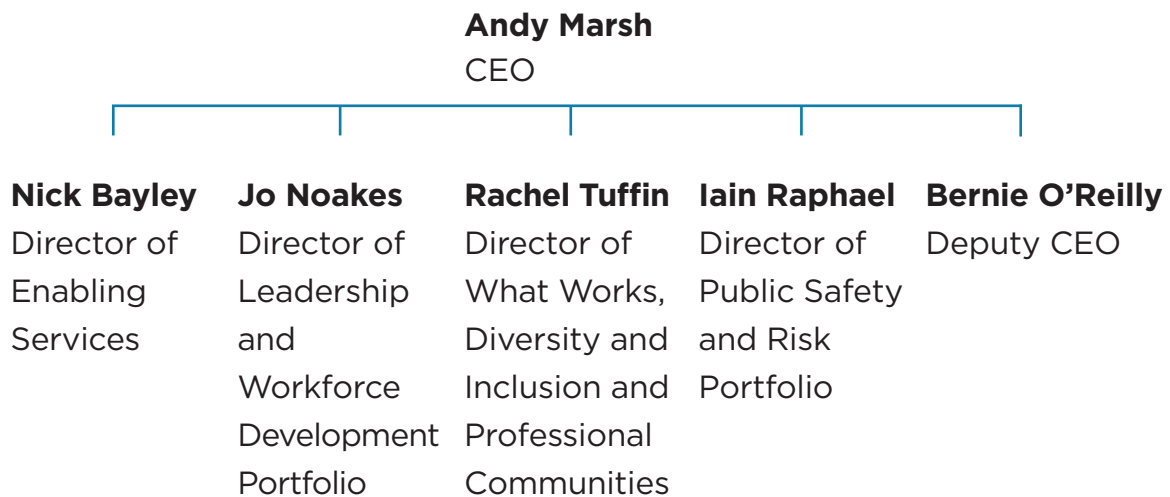 Andy Marsh
CEO
Nick Bayley
Director of
Enabling
Services
Jo Noakes
Director of
Leadership
and
Workforce
Development
Portfolio
Rachel Tuffin
Director of
What Works,
Diversity and
Inclusion and
Professional
Communities
Iain Raphael
Director of
Public Safety
and Risk
Portfolio
Bernie O’Reilly
Deputy CEO